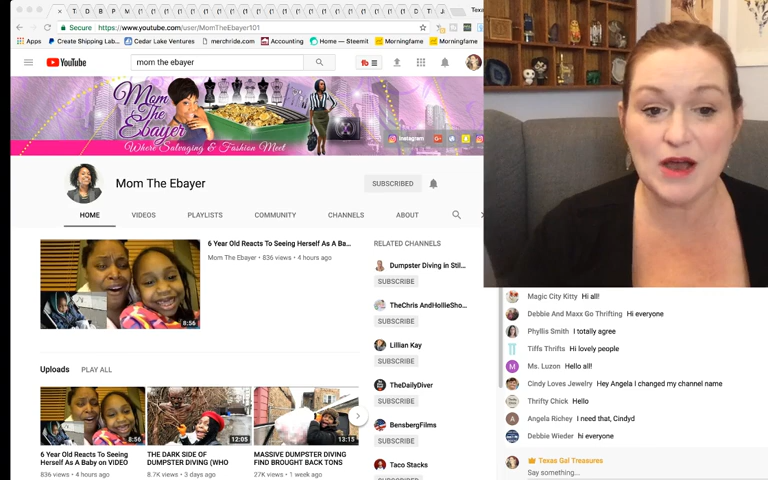 Texa
Secure https://www.youtube.com/user/MomTheEbayer101
Apps Create Shipping Lab... Cedar Lake Ventures merchride.com Accounting Home — Steemit Morningfame Morningfame
YouTube mom the ebayer
Mom
The
Ebayer
Where Salvaging & Fashion Meet
Instagram
Mom The Ebayer
SUBSCRIBED
HOME VIDEOS PLAYLISTS COMMUNITY CHANNELS ABOUT
6 Year Old Reacts To Seeing Herself As A Ba...
Mom The Ebayer • 836 views • 4 hours ago
8:56
RELATED CHANNELS
Dumpster Diving in Stil...
SUBSCRIBE
TheChris AndHollieSho...
SUBSCRIBE
Lillian Kay
SUBSCRIBE
TheDailyDiver
SUBSCRIBE
BensbergFilms
SUBSCRIBE
Taco Stacks
Uploads PLAY ALL
8:56
12:05
13:15
6 Year Old Reacts To Seeing
Herself As A Baby on VIDEO
836 views • 4 hours ago
THE DARK SIDE OF
DUMPSTER DIVING (WHO
8.7K views • 3 days ago
MASSIVE DUMPSTER DIVING
FIND BROUGHT BACK TONS
27K views • 1 week ago
Magic City Kitty Hi all!
Debbie And Maxx Go Thrifting Hi everyone
Phyllis Smith I totally agree
Tiffs Thrifts Hi lovely people
Ms. Luzon Hello all!
Cindy Loves Jewelry Hey Angela I changed my channel name
Thrifty Chick Hello
Angela Richey I need that, Cindyd
Debbie Wieder hi everyone
Texas Gal Treasures
Say something...